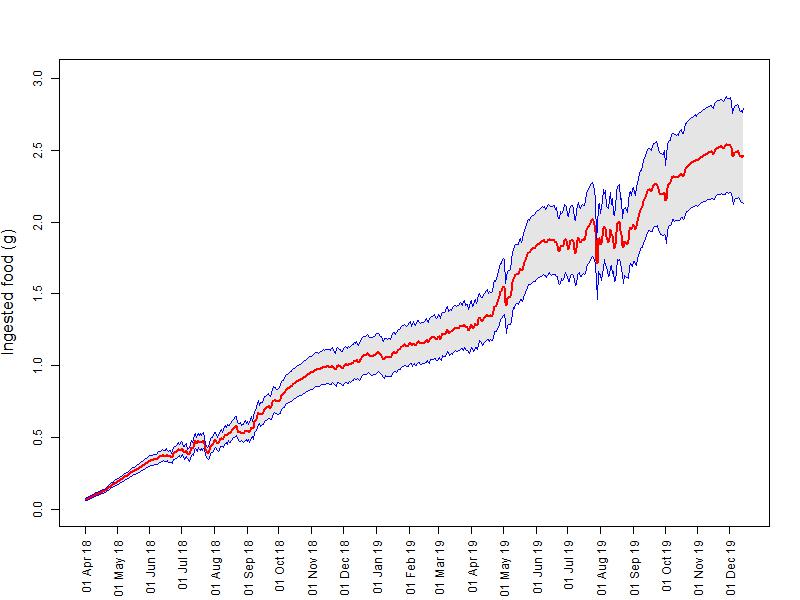 Ingested food (g)
3.0
2.5
2.0
1.5
1.0
0.5
0.0
01 Apr 18
01 May 18
01 Jun 18
01 Jul 18
01 Aug 18
01 Sep 18
01 Oct 18
01 Nov 18
01 Dec 18
01 Jan 19
01 Feb 19
01 Mar 19
01 Apr 19
01 May 19
01 Jun 19
01 Jul 19
01 Aug 19
01 Sep 19
01 Oct 19
01 Nov 19
01 Dec 19